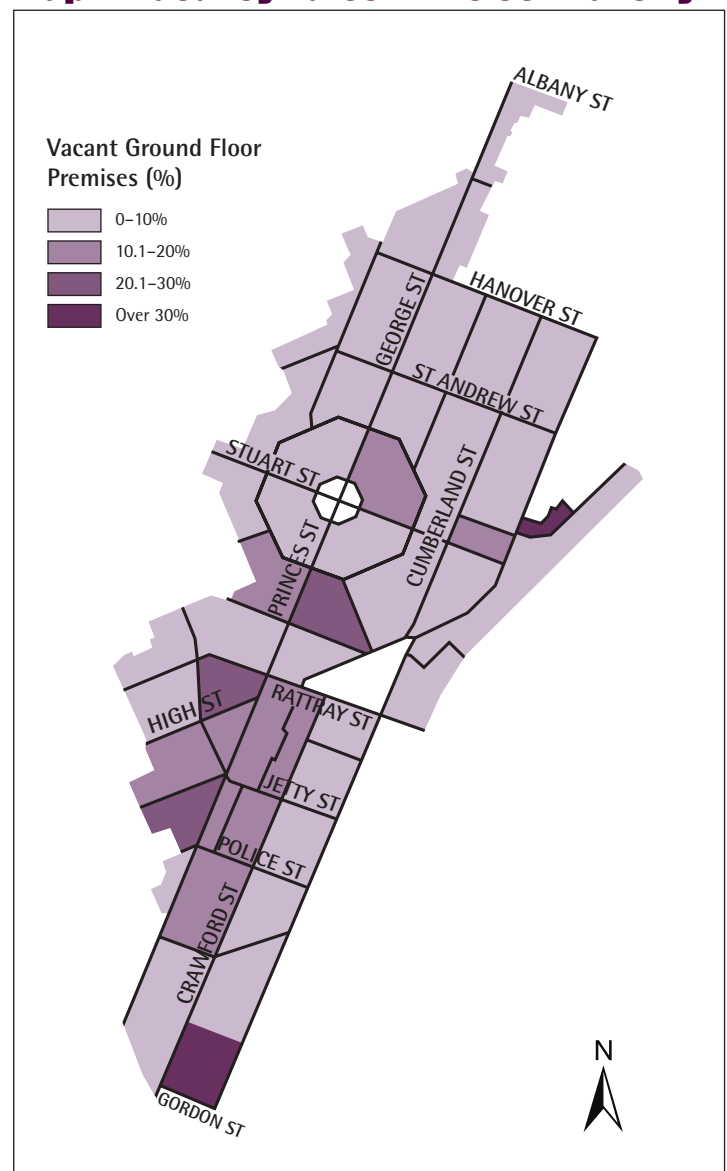 Vacant Ground Floor
Premises (%)
0–10%
10.1–20%
20.1–30%
Over 30%
ALBANY ST
HANOVER ST
GEORGE ST
ST ANDREW ST
STUART ST
CUMBERLAND ST
PRINCES ST
RATTRAY ST
HIGH ST
JETTY ST
POLICE ST
CRAWFORD ST
GORDON ST
N